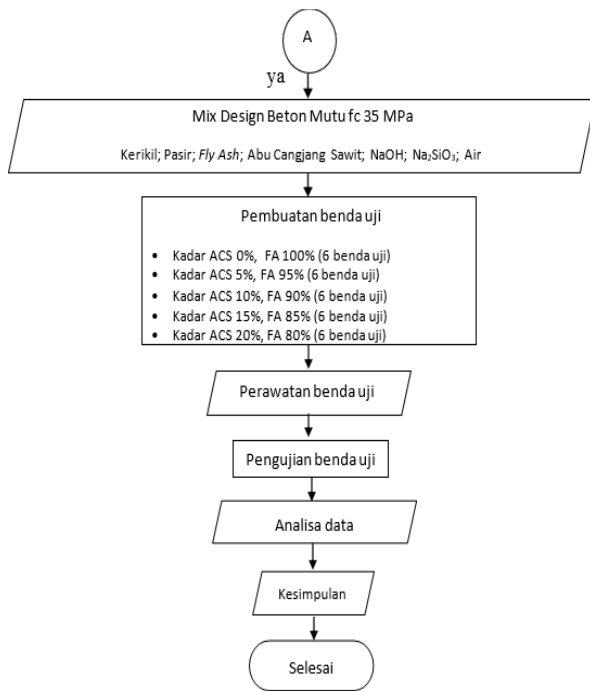 A
ya
Mix Design Beton Mutu fc 35 MPa
Kerikil; Pasir; Fly Ash; Abu Cangjang Sawit; NaOH; Na₂SiO₃; Air
Pembuatan benda uji
• Kadar ACS 0%, FA 100% (6 benda uji)
• Kadar ACS 5%, FA 95% (6 benda uji)
• Kadar ACS 10%, FA 90% (6 benda uji)
• Kadar ACS 15%, FA 85% (6 benda uji)
• Kadar ACS 20%, FA 80% (6 benda uji)
Perawatan benda uji
Pengujian benda uji
Analisa data
Kesimpulan
Selesai